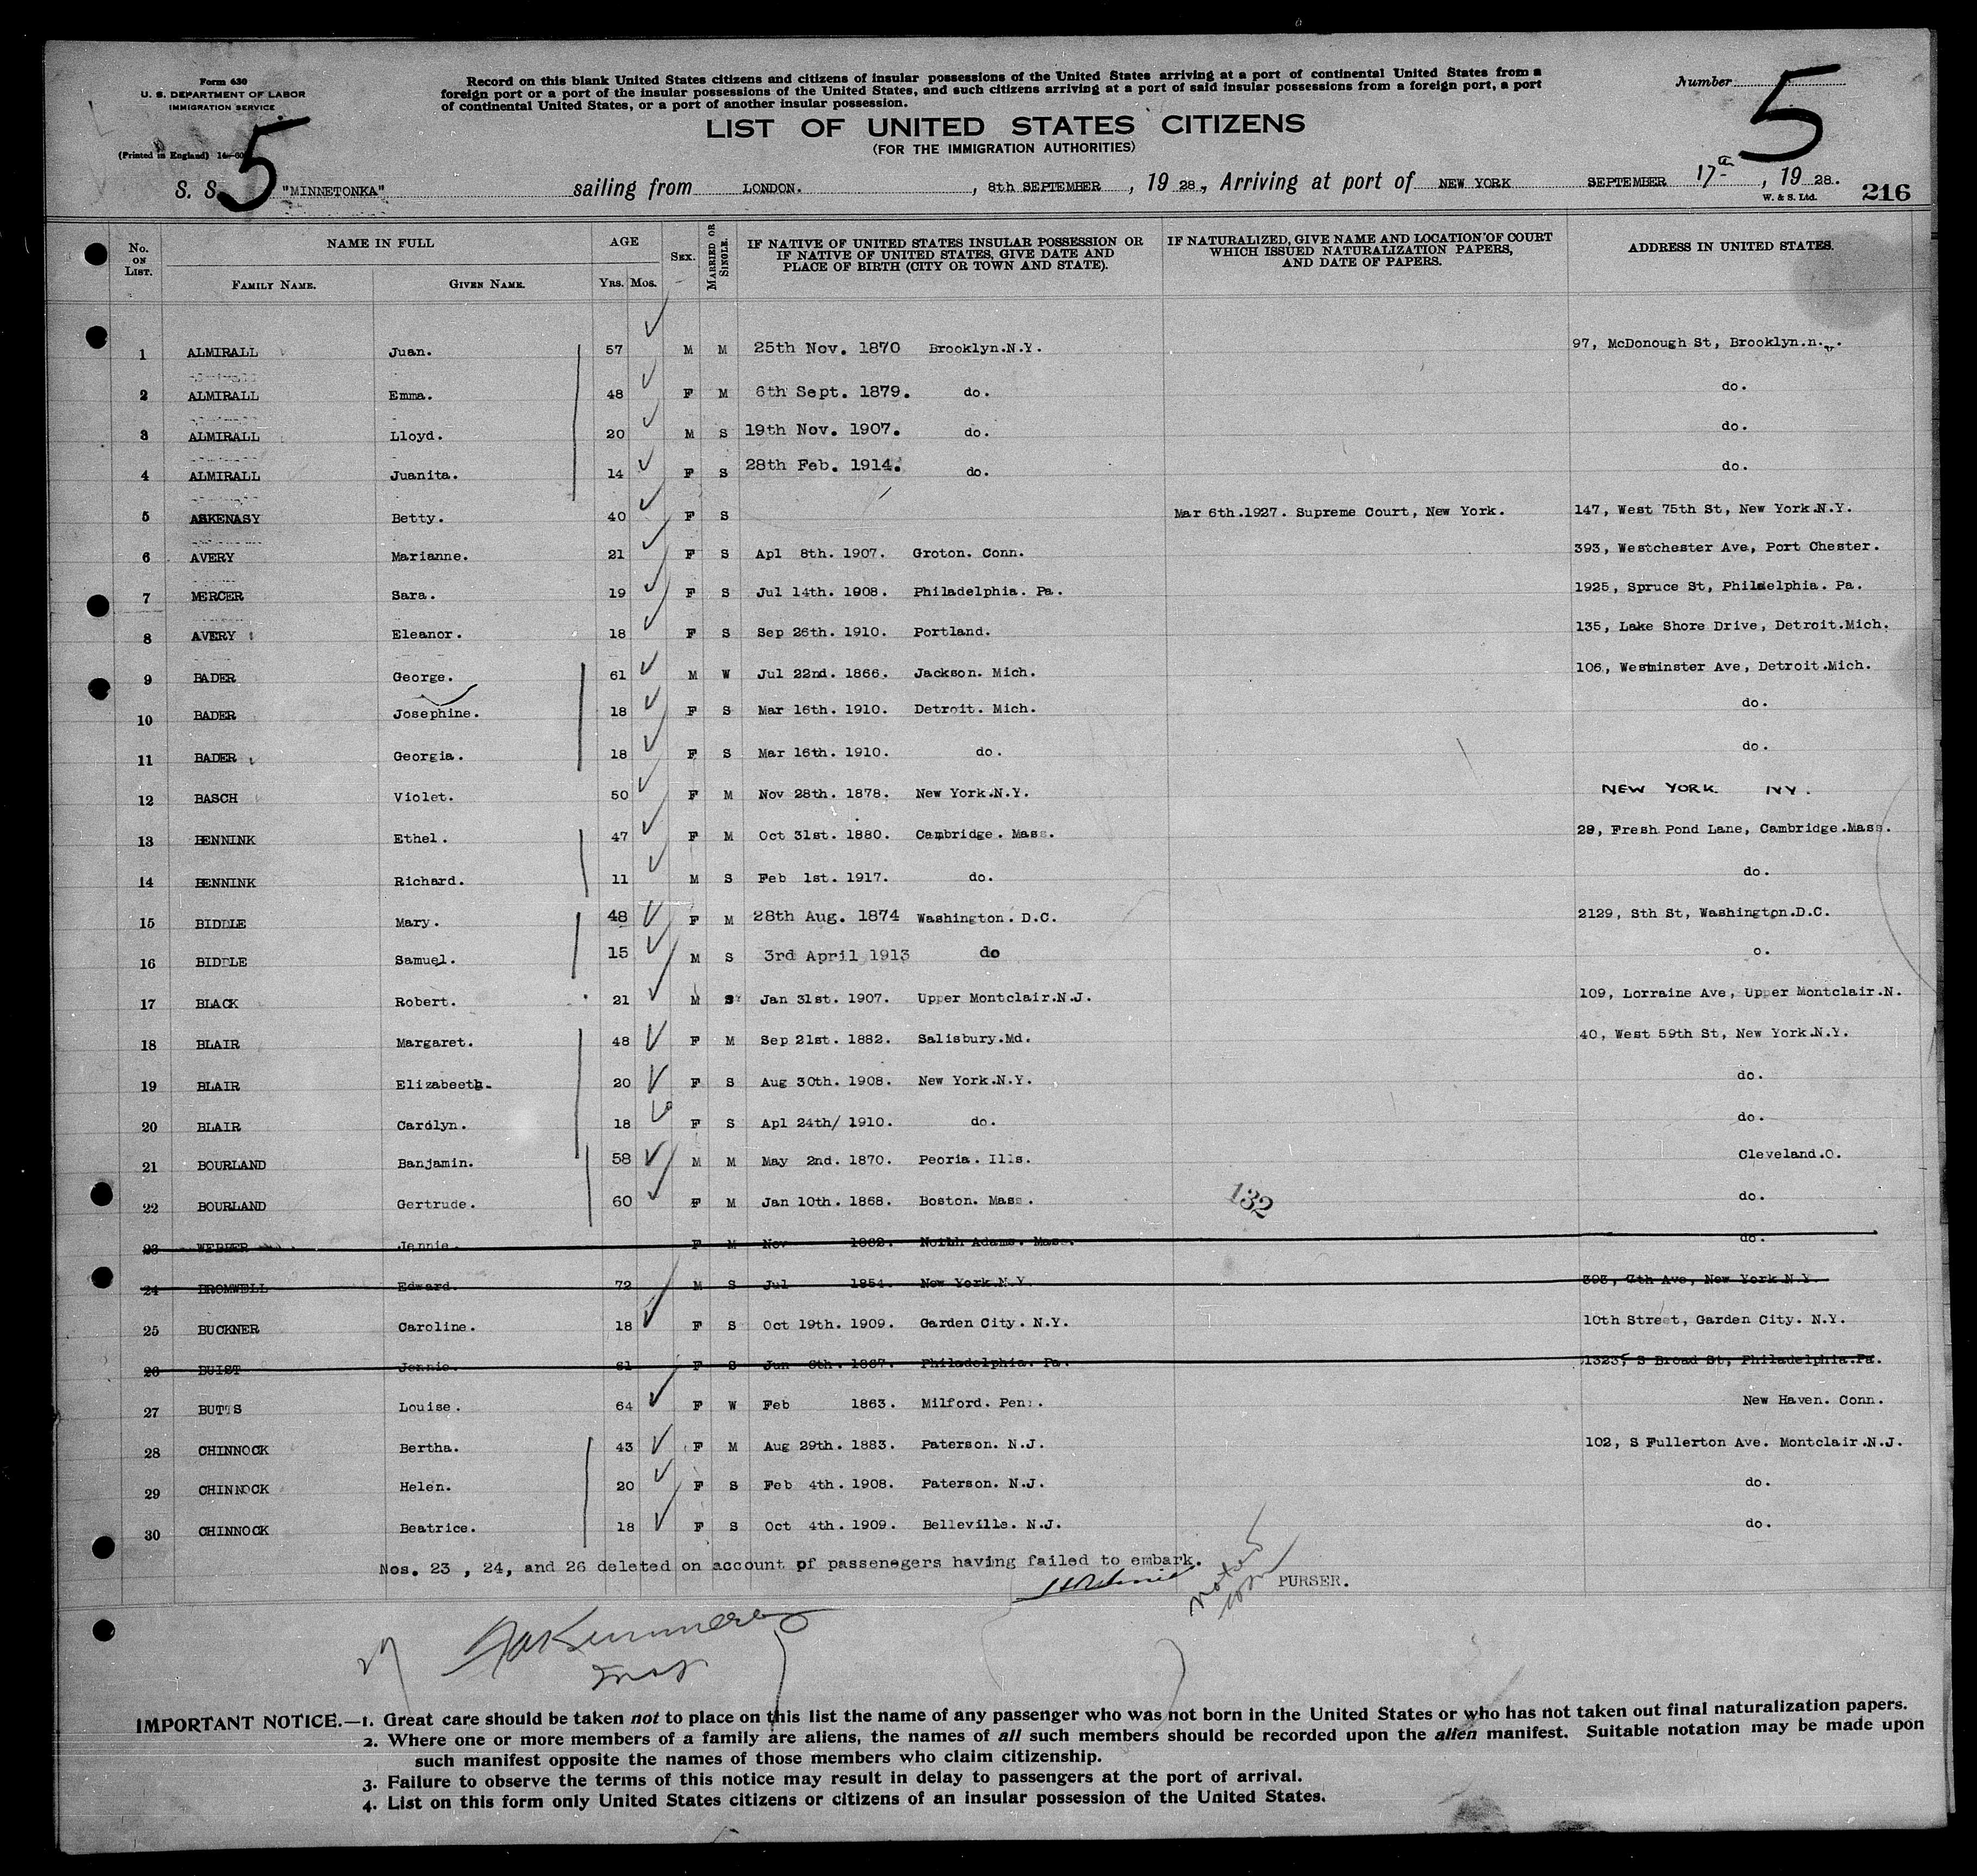 Form 630
U. S. DEPARTMENT OF LABOR
IMMIGRATION SERVICE
(Printed in England)
Record on this blank United States citizens and citizens of insular possessions of the United States arriving at a port of continental United States from a
foreign port or a port of the insular possessions of the United States, and such citizens arriving at a port of said insular possessions from a foreign port, a port
of continental United States, or a port of another insular possession.
Number 5
LIST OF UNITED STATES CITIZENS
(FOR THE IMMIGRATION AUTHORITIES)
5
S. S. "MINNETONKA" sailing from LONDON. , 8th SEPTEMBER , 19 28., Arriving at port of NEW YORK SEPTEMBER 17th , 19 28.
W. & S. Ltd. 216
No. ON LIST. NAME IN FULL AGE SEX. MARRIED OR SINGLE. IF NATIVE OF UNITED STATES INSULAR POSSESSION OR IF NATIVE OF UNITED STATES, GIVE DATE AND PLACE OF BIRTH (CITY OR TOWN AND STATE). IF NATURALIZED, GIVE NAME AND LOCATION OF COURT WHICH ISSUED NATURALIZATION PAPERS, AND DATE OF PAPERS. ADDRESS IN UNITED STATES.
FAMILY NAME. GIVEN NAME. YRS. MOS.
1 ALMIRALL Juan. 57 M M 25th Nov. 1870 Brooklyn.N.Y. 97, McDonough St, Brooklyn.n.y.
2 ALMIRALL Emma. 48 F M 6th Sept. 1879. do. do.
3 ALMIRALL Lloyd. 20 M S 19th Nov. 1907. do. do.
4 ALMIRALL Juanita. 14 F S 28th Feb. 1914. do. do.
5 ASKENASY Betty. 40 F S Mar 6th.1927. Supreme Court, New York. 147, West 75th St, New York.N.Y.
6 AVERY Marianne. 21 F S Apl 8th. 1907. Groton. Conn. 393, Westchester Ave, Port Chester.
7 MERCER Sara. 19 F S Jul 14th. 1908. Philadelphia. Pa. 1925, Spruce St, Philadelphia. Pa.
8 AVERY Eleanor. 18 F S Sep 26th. 1910. Portland. 135, Lake Shore Drive, Detroit.Mich.
9 BADER George. 61 M W Jul 22nd. 1866. Jackson. Mich. 106, Westminster Ave, Detroit.Mich.
10 BADER Josephine. 18 F S Mar 16th. 1910. Detroit. Mich. do.
11 BADER Georgia. 18 F S Mar 16th. 1910. do. do.
12 BASCH Violet. 50 F M Nov 28th. 1878. New York.N.Y. NEW YORK NY.
13 BENNINK Ethel. 47 F M Oct 31st. 1880. Cambridge. Mass. 29, Fresh Pond Lane, Cambridge.Mass.
14 BENNINK Richard. 11 M S Feb 1st. 1917. do. do.
15 BIDDLE Mary. 48 F M 28th Aug. 1874 Washington. D.C. 2129, Sth St, Washington.D.C.
16 BIDDLE Samuel. 15 M S 3rd April 1913 do o.
17 BLACK Robert. 21 M S Jan 31st. 1907. Upper Montclair.N.J. 109, Lorraine Ave, Upper Montclair.N.
18 BLAIR Margaret. 48 F M Sep 21st. 1882. Salisbury.Md. 40, West 59th St, New York.N.Y.
19 BLAIR Elizabeeth. 20 F S Aug 30th. 1908. New York.N.Y. do.
20 BLAIR Carolyn. 18 F S Apl 24th/ 1910. do. do.
21 BOURLAND Banjamin. 58 M M May 2nd. 1870. Peoria. Ills. Cleveland.O.
22 BOURLAND Gertrude. 60 F M Jan 10th. 1868. Boston. Mass. 132 do.
23 WEBBER Jennie. F M Nov 1862. North Adams. Mass. do.
24 BROMWELL Edward. 72 M S Jul 1854. New York.N.Y. 393, 7th Ave, New York.N.Y.
25 BUCKNER Caroline. 18 F S Oct 19th. 1909. Garden City. N.Y. 10th Street, Garden City. N.Y.
26 BUIST Jennie. 61 F S Jun 6th. 1867. Philadelphia. Pa. 1323, S Broad St, Philadelphia.Pa.
27 BUTTS Louise. 64 F W Feb 1863. Milford. Pen. New Haven. Conn.
28 CHINNOCK Bertha. 43 F M Aug 29th. 1883. Paterson. N.J. 102, S Fullerton Ave. Montclair.N.J.
29 CHINNOCK Helen. 20 F S Feb 4th. 1908. Paterson. N.J. do.
30 CHINNOCK Beatrice. 18 F S Oct 4th. 1909. Belleville. N.J. do.
Nos. 23 , 24, and 26 deleted on account of passenegers having failed to embark.
PURSER.
noted
IMPORTANT NOTICE.—1. Great care should be taken not to place on this list the name of any passenger who was not born in the United States or who has not taken out final naturalization papers.
2. Where one or more members of a family are aliens, the names of all such members should be recorded upon the alien manifest. Suitable notation may be made upon
such manifest opposite the names of those members who claim citizenship.
3. Failure to observe the terms of this notice may result in delay to passengers at the port of arrival.
4. List on this form only United States citizens or citizens of an insular possession of the United States.